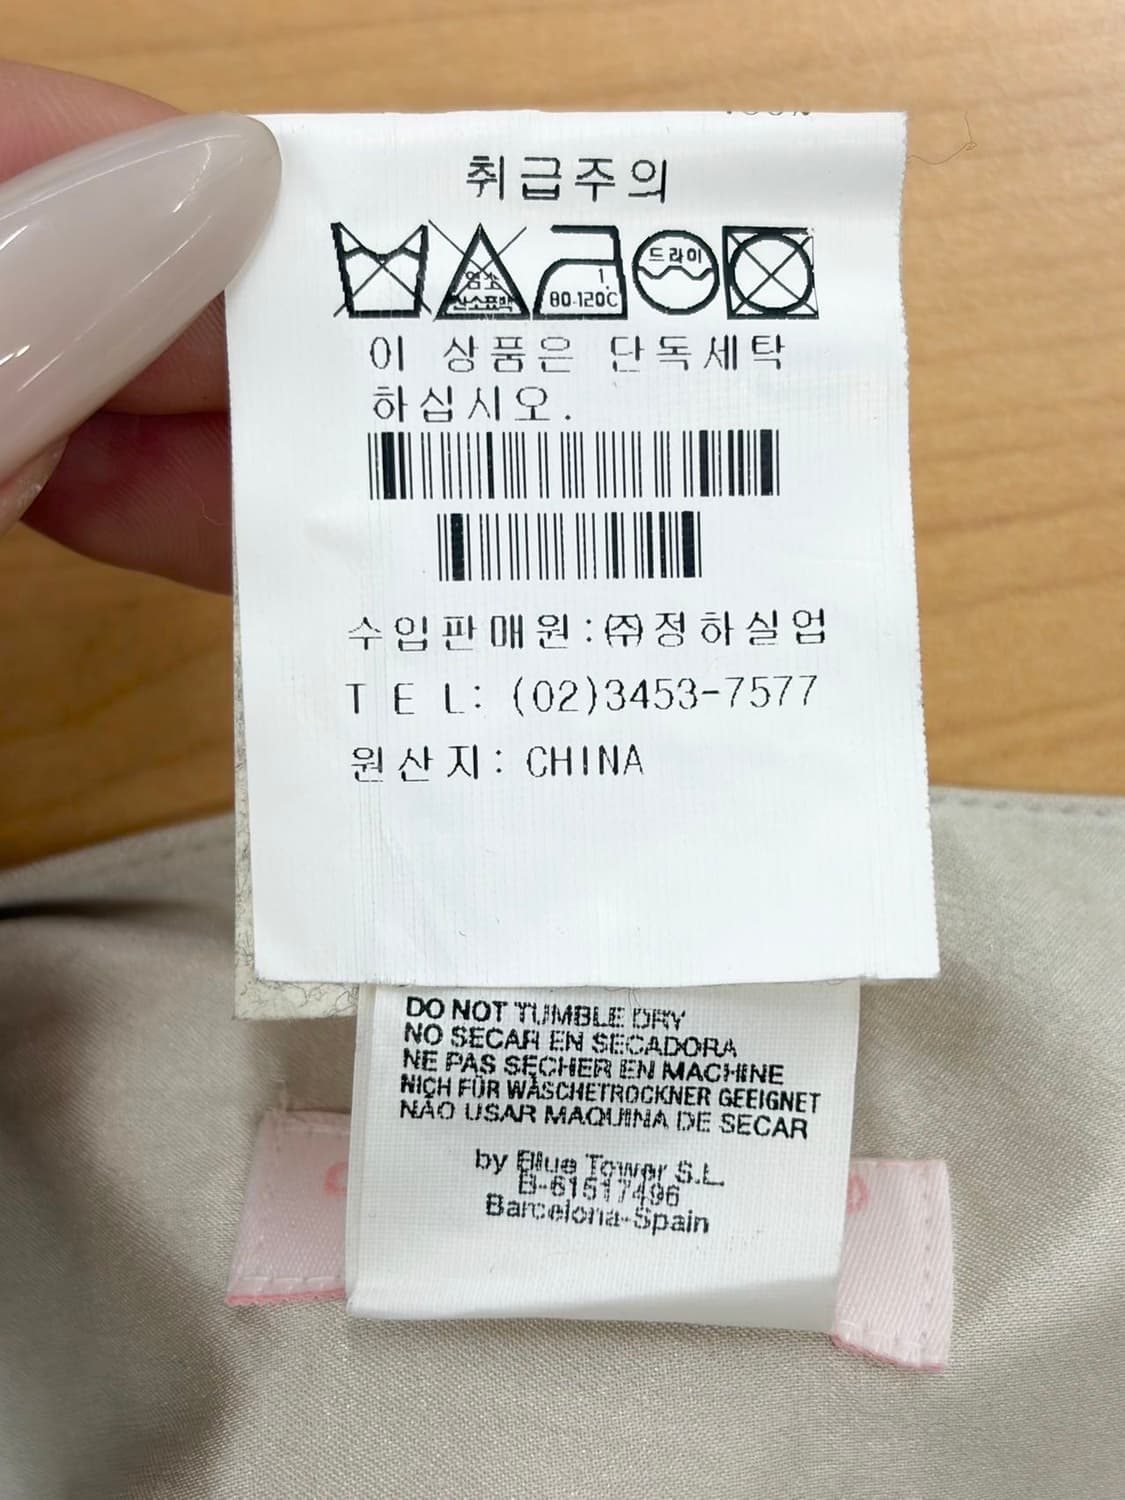 취급주의
드라이
염소
산소표백
80-120C
이 상품은 단독세탁
하십시오.
수입판매원:㈜정하실업
TEL: (02)3453-7577
원산지: CHINA
DO NOT TUMBLE DRY
NO SECAR EN SECADORA
NE PAS SECHER EN MACHINE
NICH FÜR WÄSCHETROCKNER GEEIGNET
NÃO USAR MAQUINA DE SECAR
by Blue Tower S.L.
B-61517496
Barcelona-Spain